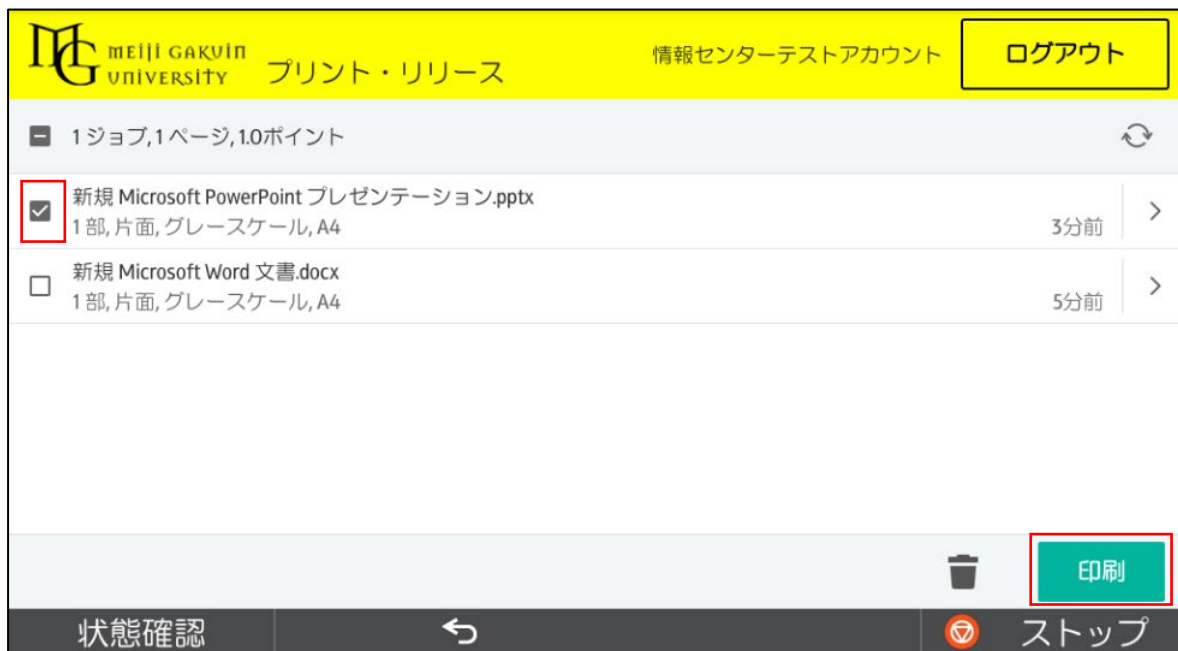 MG MEIJI GAKUIN
UNIVERSITY プリント・リリース 情報センターテストアカウント ログアウト
1 ジョブ, 1 ページ, 1.0ポイント
新規 Microsoft PowerPoint プレゼンテーション.pptx
1 部, 片面, グレースケール, A4 3分前
新規 Microsoft Word 文書.docx
1 部, 片面, グレースケール, A4 5分前
印刷
状態確認 ストップ